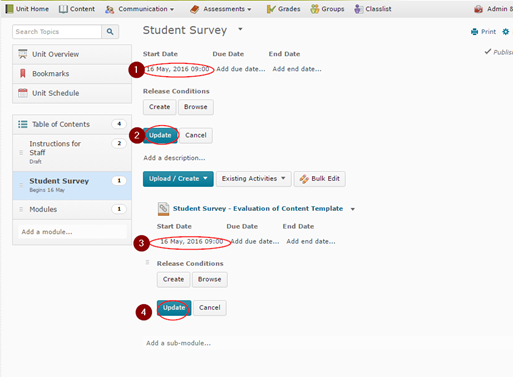 Unit Home Content Communication Assessments Grades Groups Classlist Admin &
Search Topics
Unit Overview
Bookmarks
Unit Schedule
Table of Contents 4
Instructions for Staff 2
Draft
Student Survey 1
Begins 16 May
Modules 1
Add a module...
Student Survey
Print
Start Date Due Date End Date
1 16 May, 2016 09:00 Add due date... Add end date...
Release Conditions
Create Browse
2 Update Cancel
Add a description...
Upload / Create Existing Activities Bulk Edit
Student Survey - Evaluation of Content Template
Start Date Due Date End Date
3 16 May, 2016 09:00 Add due date... Add end date...
Release Conditions
Create Browse
4 Update Cancel
Add a sub-module...